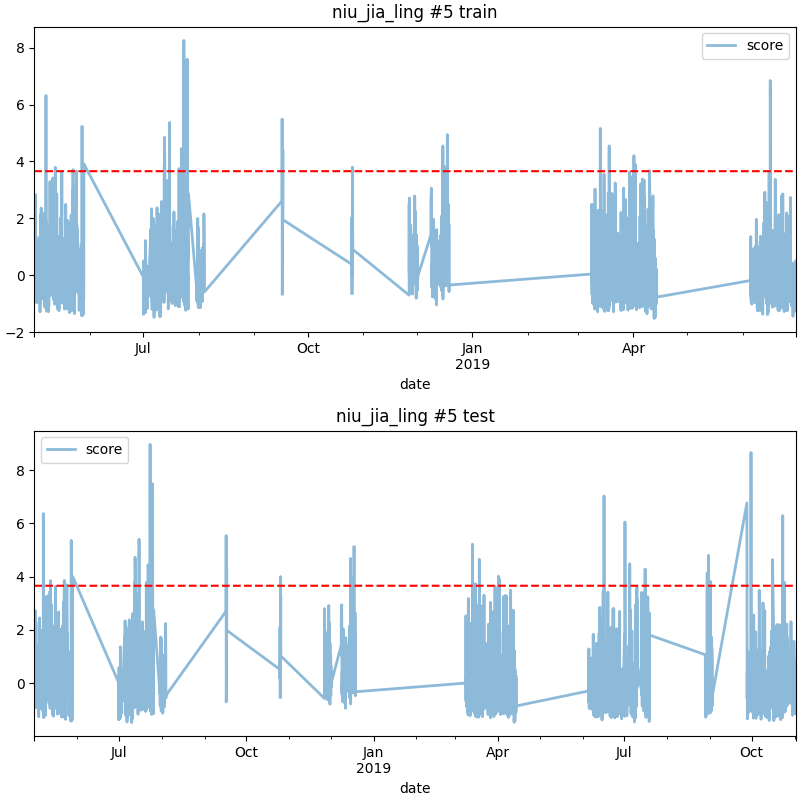 niu_jia_ling #5 train
score
8
6
4
2
0
−2
Jul
Oct
Jan
2019
Apr
date
niu_jia_ling #5 test
score
8
6
4
2
0
Jul
Oct
Jan
2019
Apr
Jul
Oct
date